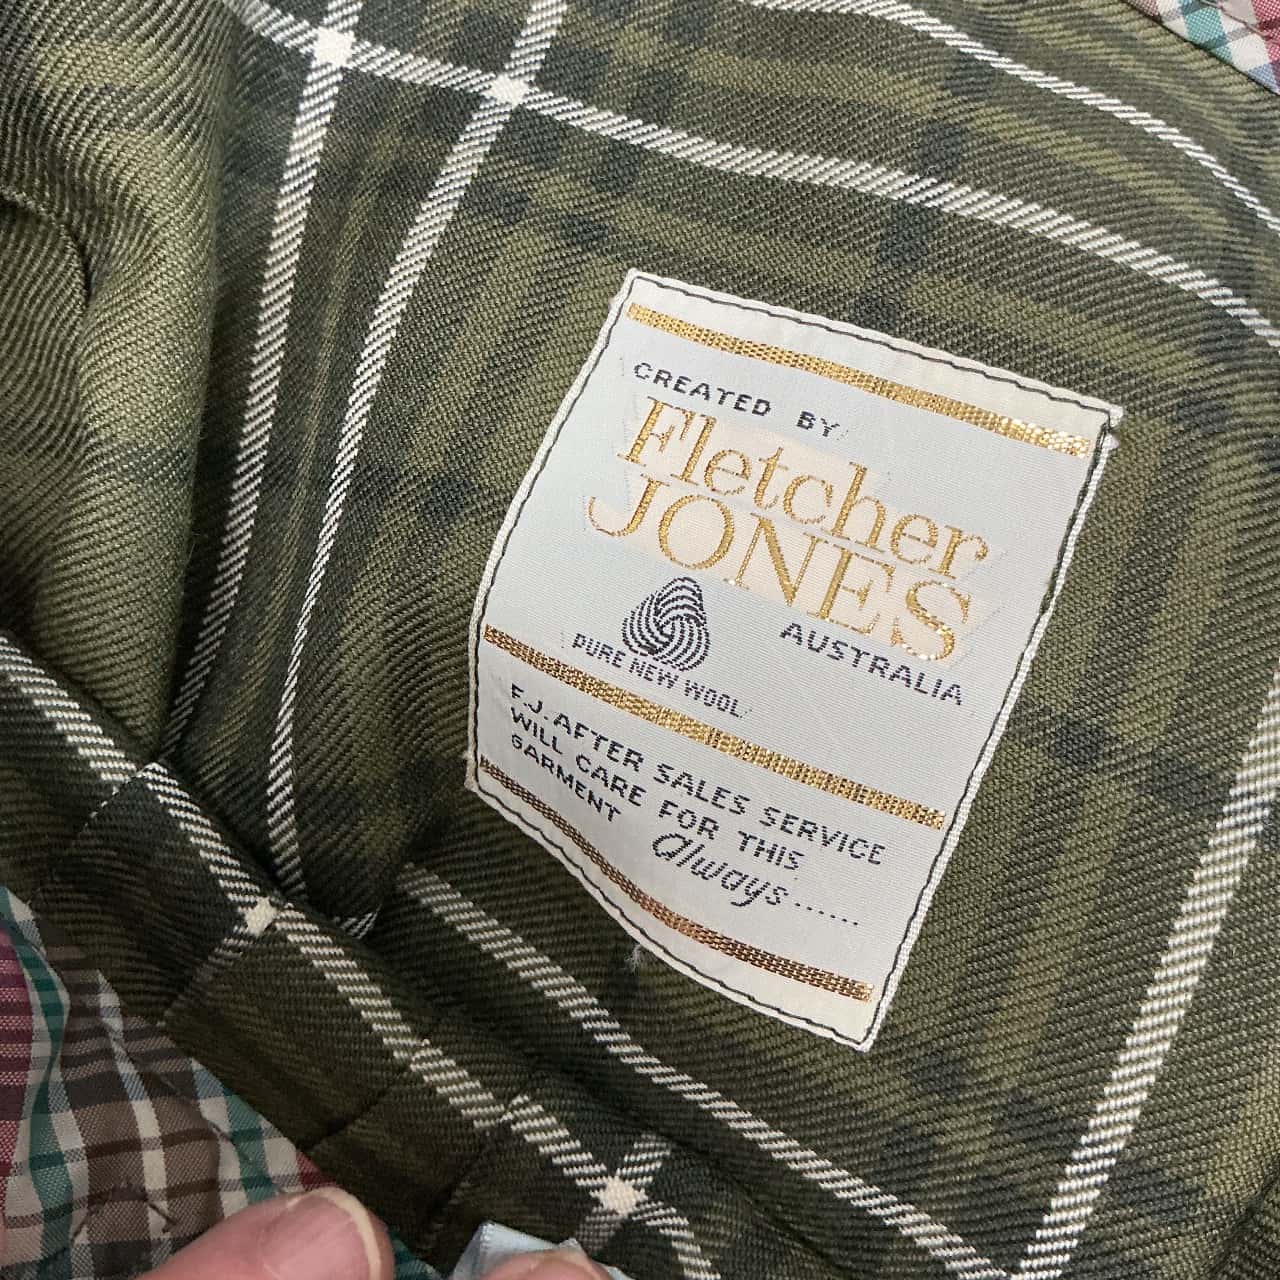 CREATED BY
Fletcher
JONES
AUSTRALIA
PURE NEW WOOL
F.J. AFTER SALES SERVICE
WILL CARE FOR THIS
GARMENT
always......